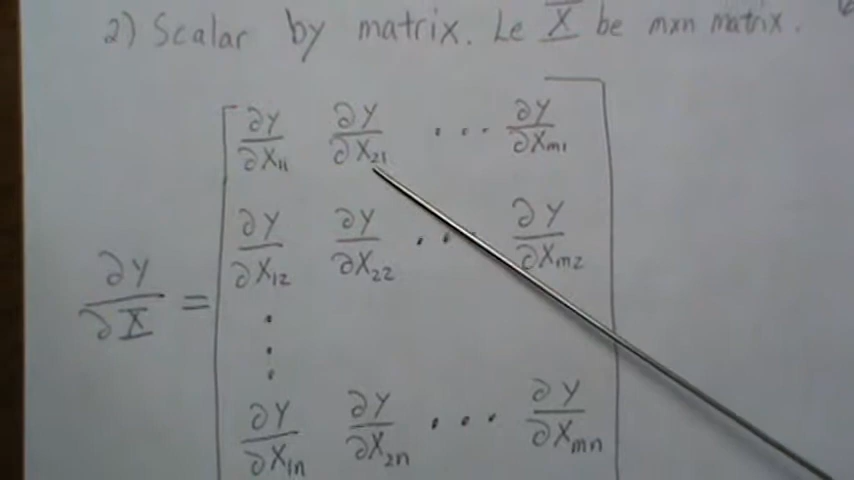 2) Scalar by matrix. Le X be mxn matrix.
∂Y/∂X₁₁ ∂Y/∂X₂₁ ... ∂Y/∂Xₘ₁
∂Y/∂X₁₂ ∂Y/∂X₂₂ ... ∂Y/∂Xₘ₂
∂Y/∂X =
⋮
∂Y/∂X₁ₙ ∂Y/∂X₂ₙ ... ∂Y/∂Xₘₙ